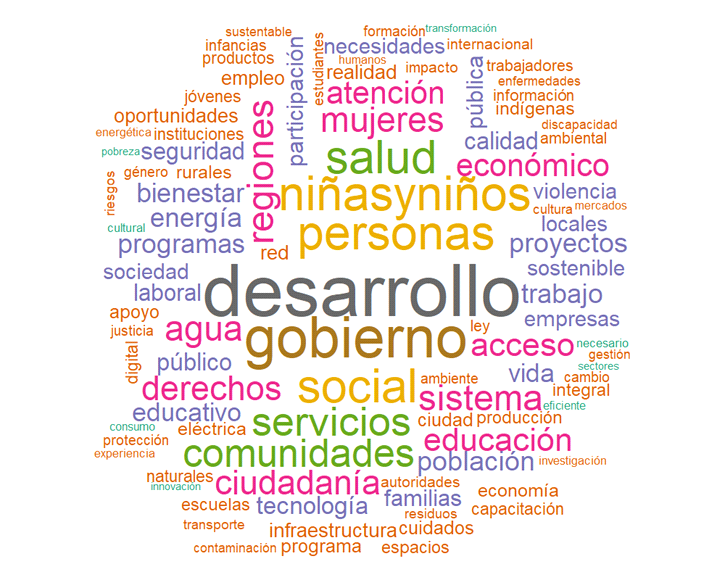 transformación
sustentable
formación
infancias
participación
estudiantes
necesidades
internacional
productos
humanos
empleo
realidad
impacto
pública
trabajadores
enfermedades
jóvenes
atención
información
oportunidades
regiones
mujeres
indígenas
energética
instituciones
calidad
discapacidad
ambiental
pobreza
seguridad
salud
económico
riesgos
género
rurales
bienestar
niñasyniños
violencia
mercados
cultura
cultural
energía
personas
locales
programas
red
proyectos
sociedad
sostenible
laboral
desarrollo
trabajo
apoyo
justicia
agua
gobierno
ley
empresas
acceso
necesario
gestión
digital
público
vida
sectores
derechos
social
ambiente
cambio
sistema
integral
educativo
eficiente
consumo
eléctrica
servicios
ciudad
producción
protección
educación
experiencia
comunidades
población
investigación
naturales
ciudadanía
autoridades
innovación
economía
escuelas
tecnología
familias
capacitación
residuos
transporte
infraestructura
cuidados
contaminación
programa
espacios